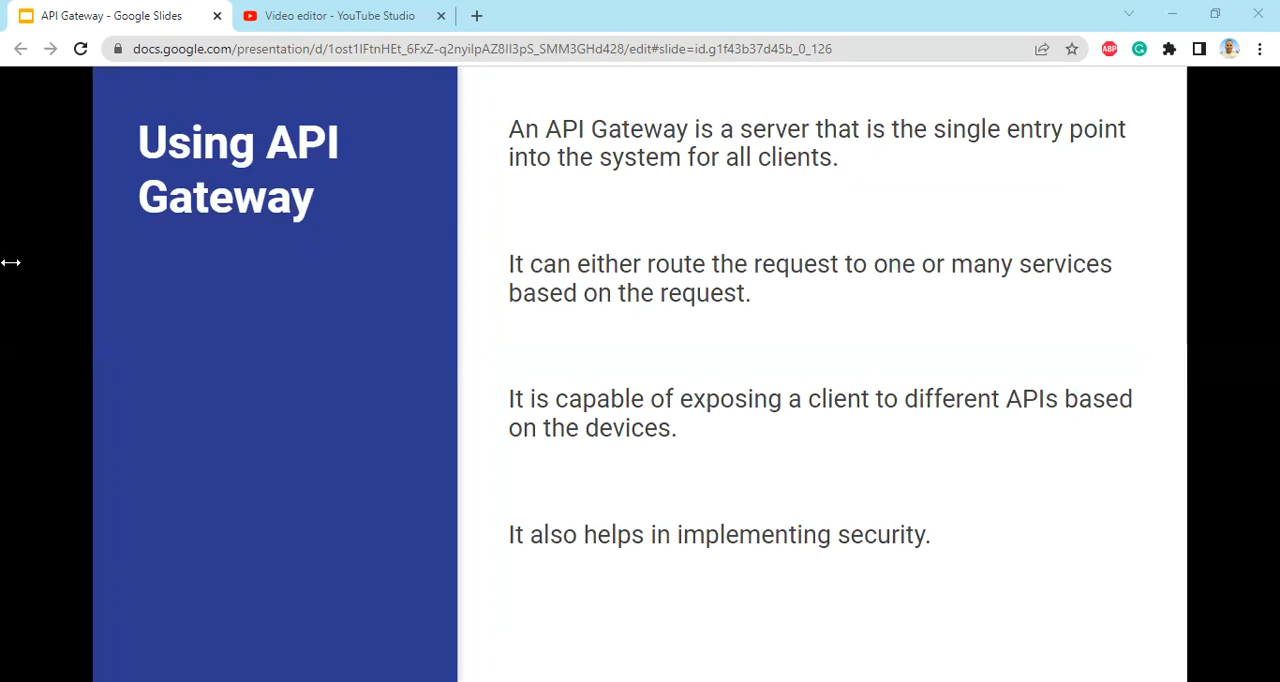 API Gateway - Google Slides
Video editor - YouTube Studio
docs.google.com/presentation/d/1ost1IFtnHEt_6FxZ-q2nyilpAZ8Il3pS_SMM3GHd428/edit#slide=id.g1f43b37d45b_0_126
ABP
Using API
Gateway
An API Gateway is a server that is the single entry point
into the system for all clients.
It can either route the request to one or many services
based on the request.
It is capable of exposing a client to different APIs based
on the devices.
It also helps in implementing security.